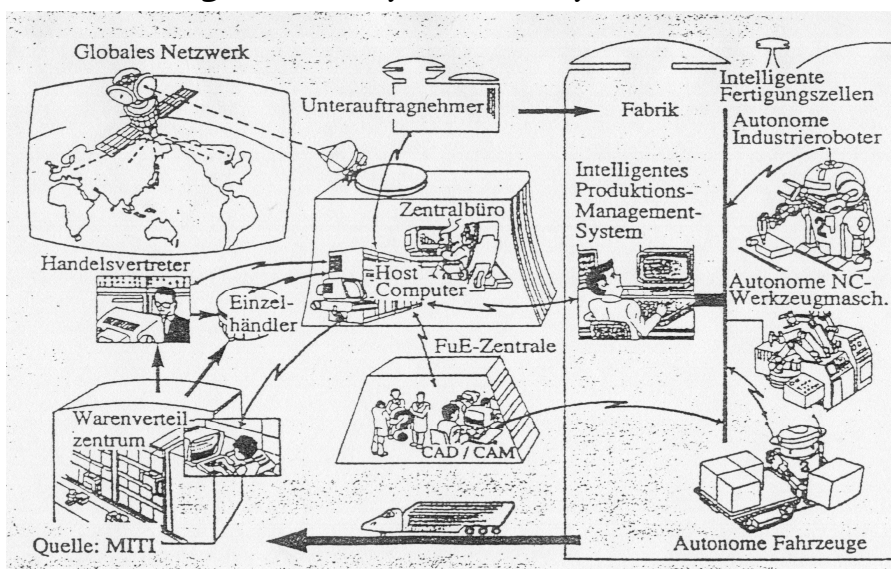 Globales Netzwerk
Unterauftragnehmer
Fabrik
Intelligente
Fertigungszellen
Autonome
Industrieroboter
Intelligentes
Produktions-
Management-
System
Zentralbüro
Host
Computer
Handelsvertreter
Einzel-
händler
Autonome NC-
Werkzeugmasch.
FuE-Zentrale
Warenverteil
zentrum
CAD / CAM
Quelle: MITI
Autonome Fahrzeuge